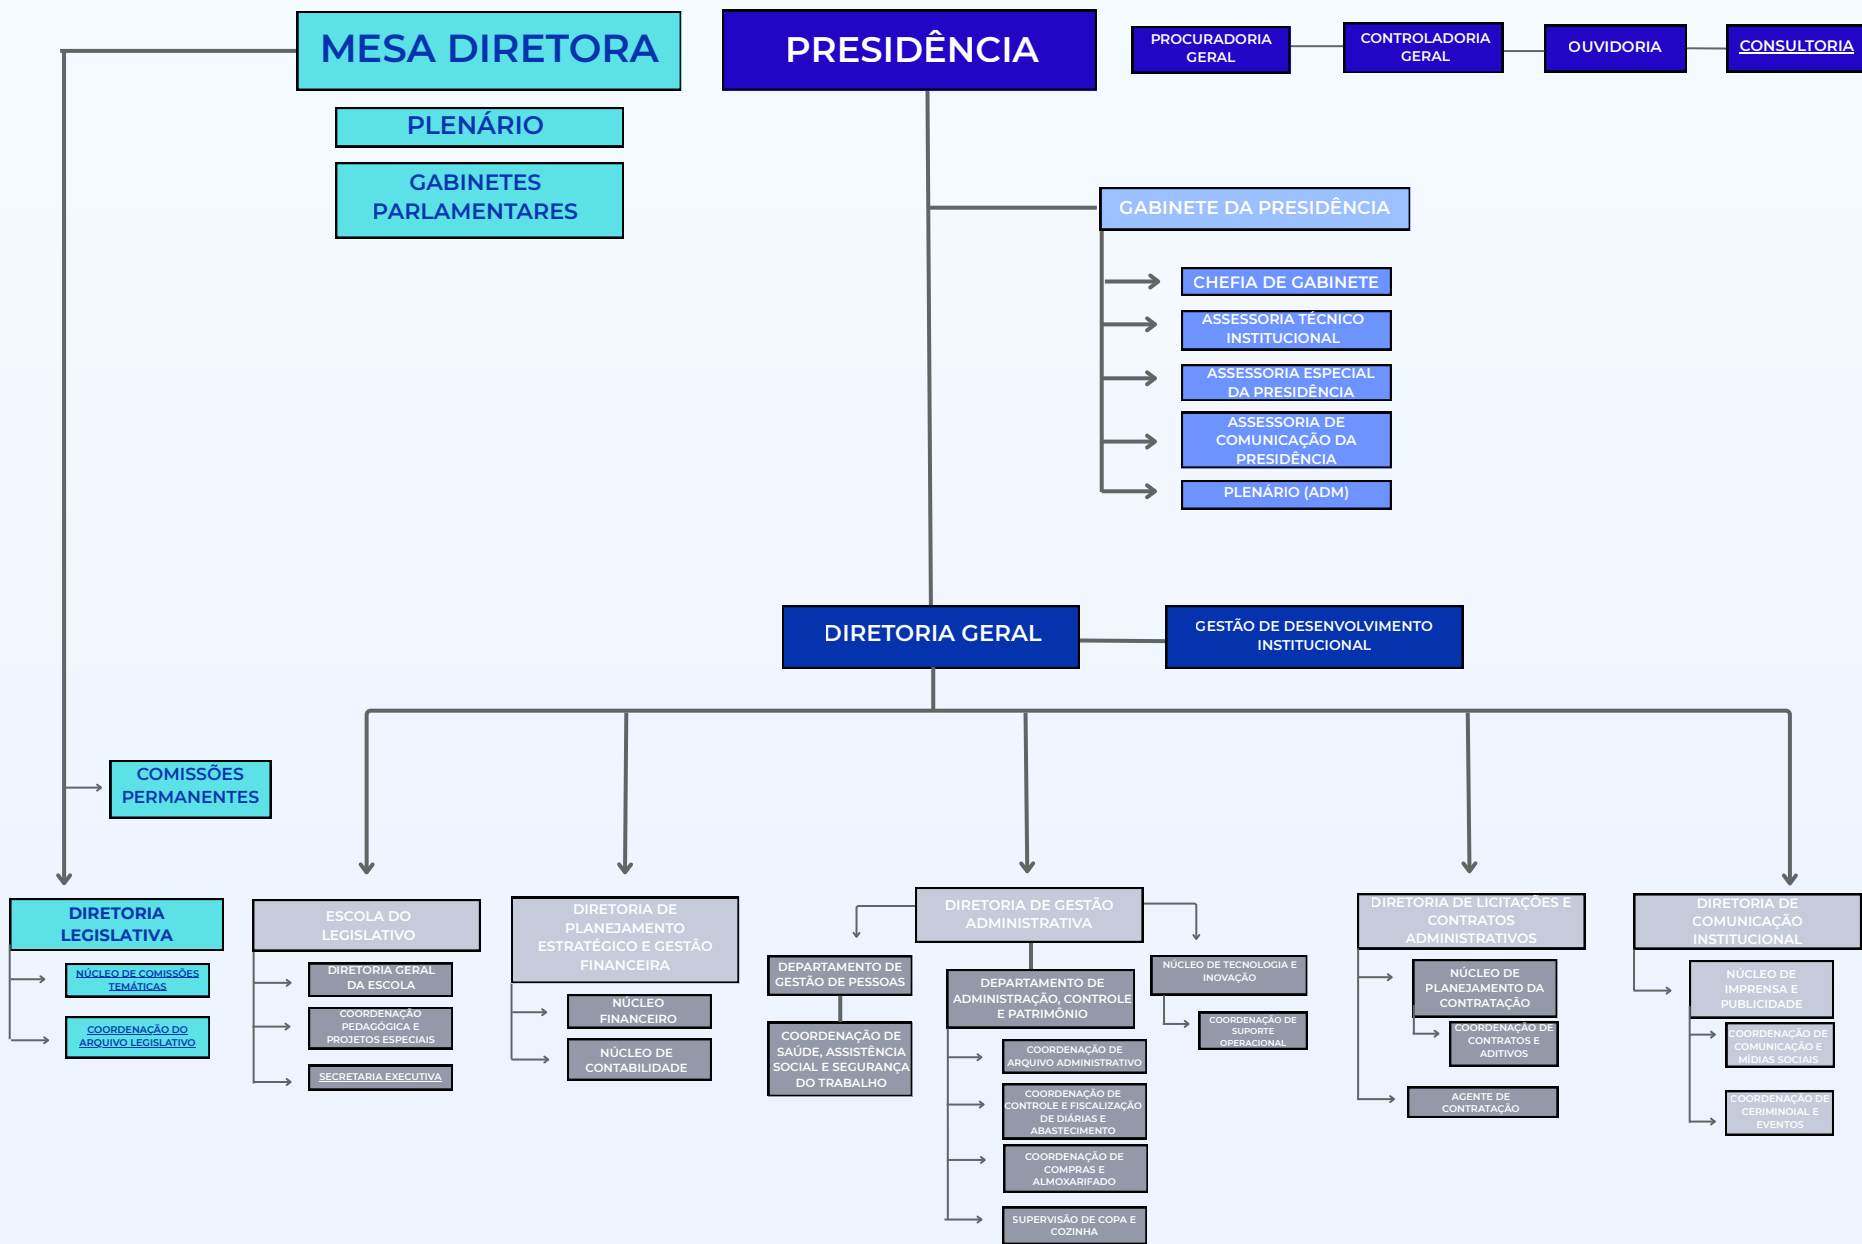 MESA DIRETORA
PLENÁRIO
GABINETES
PARLAMENTARES
PRESIDÊNCIA
PROCURADORIA
GERAL
CONTROLADORIA
GERAL
OUVIDORIA
CONSULTORIA
GABINETE DA PRESIDÊNCIA
CHEFIA DE GABINETE
ASSESSORIA TÉCNICO
INSTITUCIONAL
ASSESSORIA ESPECIAL
DA PRESIDÊNCIA
ASSESSORIA DE
COMUNICAÇÃO DA
PRESIDÊNCIA
PLENÁRIO (ADM)
DIRETORIA GERAL
GESTÃO DE DESENVOLVIMENTO
INSTITUCIONAL
COMISSÕES
PERMANENTES
DIRETORIA
LEGISLATIVA
NÚCLEO DE COMISSÕES
TEMÁTICAS
COORDENAÇÃO DO
ARQUIVO LEGISLATIVO
ESCOLA DO
LEGISLATIVO
DIRETORIA GERAL
DA ESCOLA
COORDENAÇÃO
PEDAGÓGICA E
PROJETOS ESPECIAIS
SECRETARIA EXECUTIVA
DIRETORIA DE
PLANEJAMENTO
ESTRATÉGICO E GESTÃO
FINANCEIRA
NÚCLEO
FINANCEIRO
NÚCLEO DE
CONTABILIDADE
DIRETORIA DE GESTÃO
ADMINISTRATIVA
DEPARTAMENTO DE
GESTÃO DE PESSOAS
COORDENAÇÃO DE
SAÚDE, ASSISTÊNCIA
SOCIAL E SEGURANÇA
DO TRABALHO
DEPARTAMENTO DE
ADMINISTRAÇÃO, CONTROLE
E PATRIMÔNIO
COORDENAÇÃO DE
ARQUIVO ADMINISTRATIVO
COORDENAÇÃO DE
CONTROLE E FISCALIZAÇÃO
DE DIÁRIAS E
ABASTECIMENTO
COORDENAÇÃO DE
COMPRAS E
ALMOXARIFADO
SUPERVISÃO DE COPA E
COZINHA
NÚCLEO DE TECNOLOGIA E
INOVAÇÃO
COORDENAÇÃO DE
SUPORTE
OPERACIONAL
DIRETORIA DE LICITAÇÕES E
CONTRATOS
ADMINISTRATIVOS
NÚCLEO DE
PLANEJAMENTO DA
CONTRATAÇÃO
COORDENAÇÃO DE
CONTRATOS E
ADITIVOS
AGENTE DE
CONTRATAÇÃO
DIRETORIA DE
COMUNICAÇÃO
INSTITUCIONAL
NÚCLEO DE
IMPRENSA E
PUBLICIDADE
COORDENAÇÃO DE
COMUNICAÇÃO E
MÍDIAS SOCIAIS
COORDENAÇÃO DE
CERIMINOIAL E
EVENTOS